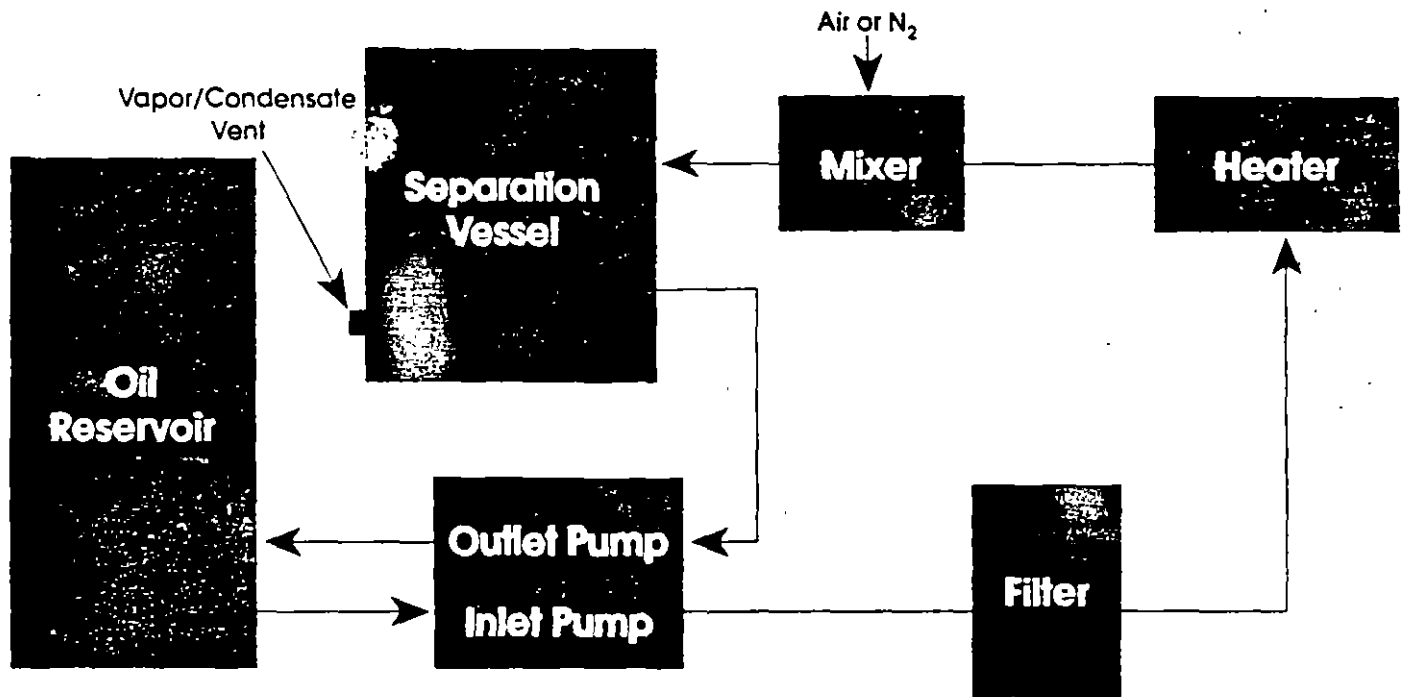 Air or N₂
Vapor/Condensate
Vent
Separation
Vessel
Mixer
Heater
Oil
Reservoir
Outlet Pump
Inlet Pump
Filter